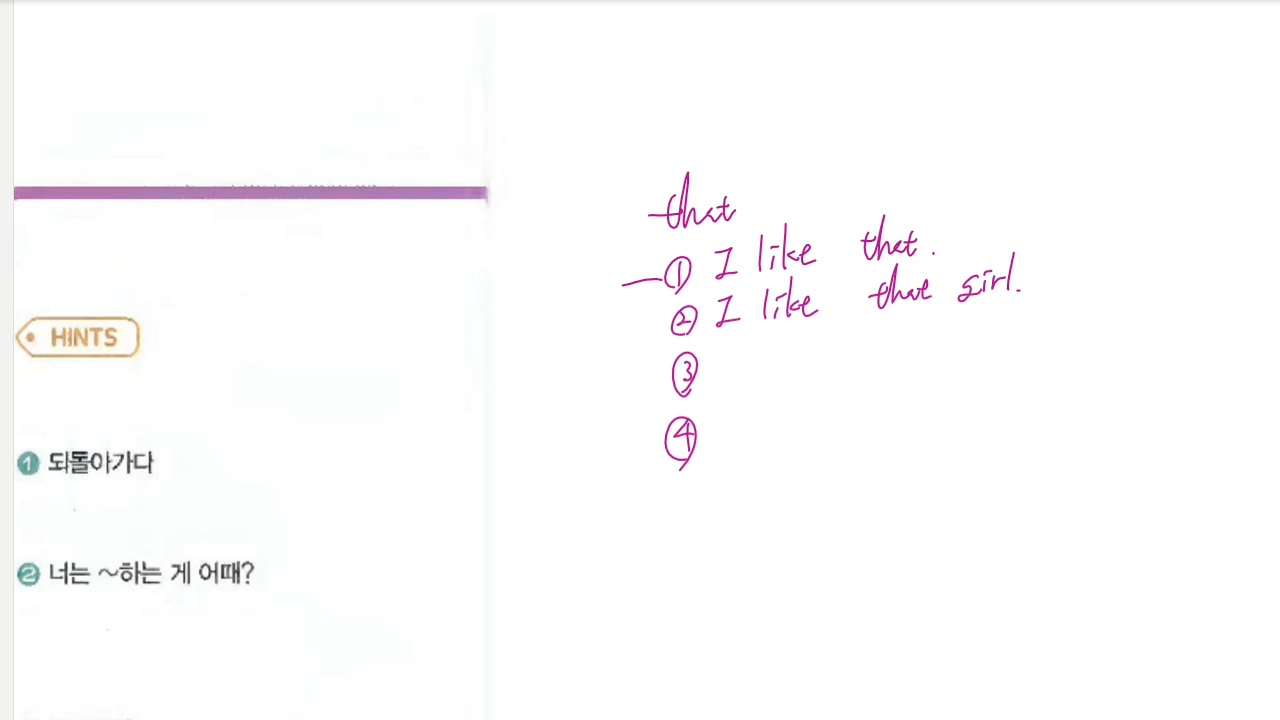 HINTS
1 되돌아가다
2 너는 ~하는 게 어때?
that
① I like that.
② I like that girl.
③
④